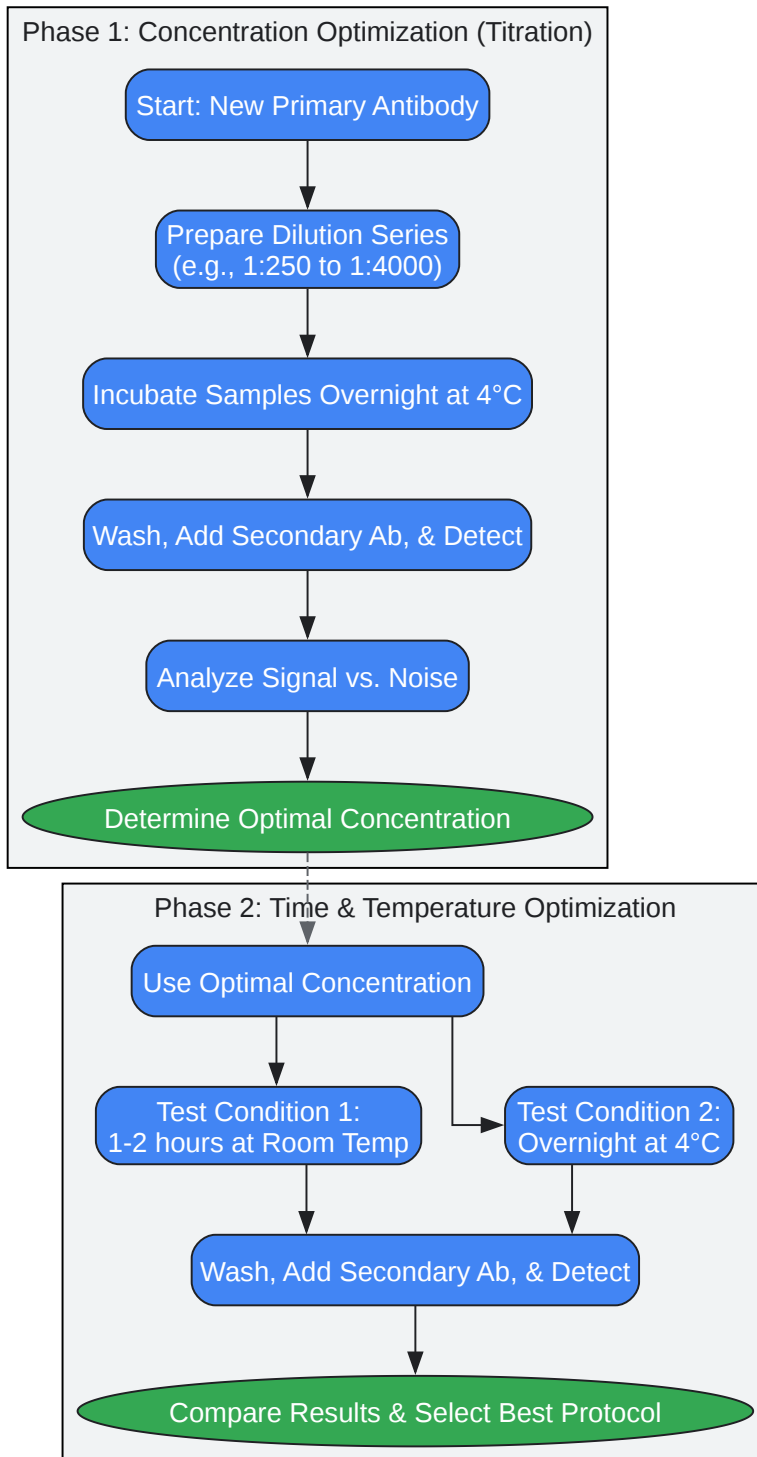 Phase 1: Concentration Optimization (Titration)
Start: New Primary Antibody
Prepare Dilution Series
(e.g., 1:250 to 1:4000)
Incubate Samples Overnight at 4°C
Wash, Add Secondary Ab, & Detect
Analyze Signal vs. Noise
Determine Optimal Concentration
Phase 2: Time & Temperature Optimization
Use Optimal Concentration
Test Condition 1:
1-2 hours at Room Temp
Test Condition 2:
Overnight at 4°C
Wash, Add Secondary Ab, & Detect
Compare Results & Select Best Protocol